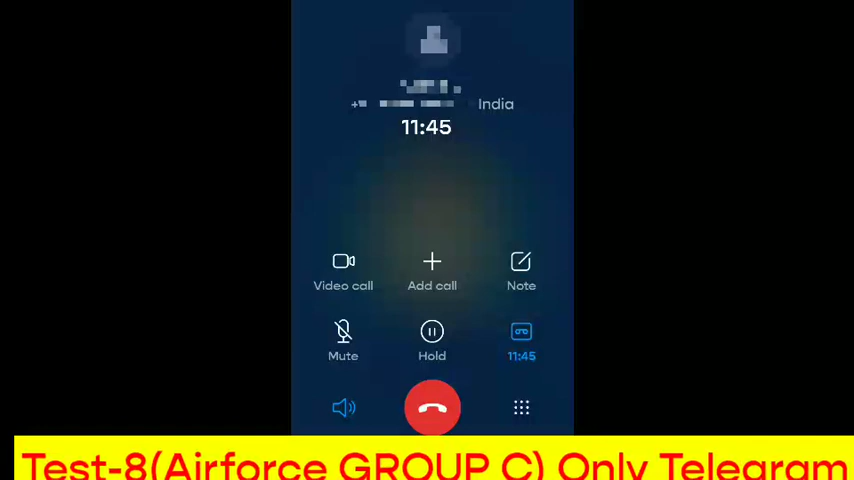 India
11:45
Video call
Add call
Note
Mute
Hold
11:45
Test-8(Airforce GROUP C) Only Telegram